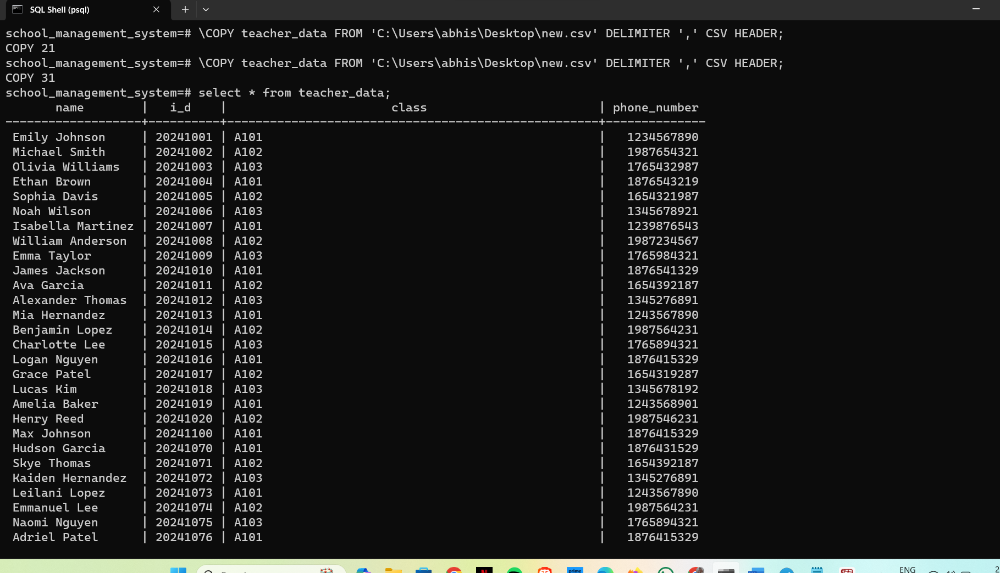 SQL Shell (psql)
school_management_system=# \COPY teacher_data FROM 'C:\Users\abhis\Desktop\new.csv' DELIMITER ',' CSV HEADER;
COPY 21
school_management_system=# \COPY teacher_data FROM 'C:\Users\abhis\Desktop\new.csv' DELIMITER ',' CSV HEADER;
COPY 31
school_management_system=# select * from teacher_data;
name | i_d | class | phone_number
-------------------+----------+----------------------------------------------------+--------------
Emily Johnson | 20241001 | A101 | 1234567890
Michael Smith | 20241002 | A102 | 1987654321
Olivia Williams | 20241003 | A103 | 1765432987
Ethan Brown | 20241004 | A101 | 1876543219
Sophia Davis | 20241005 | A102 | 1654321987
Noah Wilson | 20241006 | A103 | 1345678921
Isabella Martinez | 20241007 | A101 | 1239876543
William Anderson | 20241008 | A102 | 1987234567
Emma Taylor | 20241009 | A103 | 1765984321
James Jackson | 20241010 | A101 | 1876541329
Ava Garcia | 20241011 | A102 | 1654392187
Alexander Thomas | 20241012 | A103 | 1345276891
Mia Hernandez | 20241013 | A101 | 1243567890
Benjamin Lopez | 20241014 | A102 | 1987564231
Charlotte Lee | 20241015 | A103 | 1765894321
Logan Nguyen | 20241016 | A101 | 1876415329
Grace Patel | 20241017 | A102 | 1654319287
Lucas Kim | 20241018 | A103 | 1345678192
Amelia Baker | 20241019 | A101 | 1243568901
Henry Reed | 20241020 | A102 | 1987546231
Max Johnson | 20241100 | A101 | 1876415329
Hudson Garcia | 20241070 | A101 | 1876431529
Skye Thomas | 20241071 | A102 | 1654392187
Kaiden Hernandez | 20241072 | A103 | 1345276891
Leilani Lopez | 20241073 | A101 | 1243567890
Emmanuel Lee | 20241074 | A102 | 1987564231
Naomi Nguyen | 20241075 | A103 | 1765894321
Adriel Patel | 20241076 | A101 | 1876415329
prime
ENG